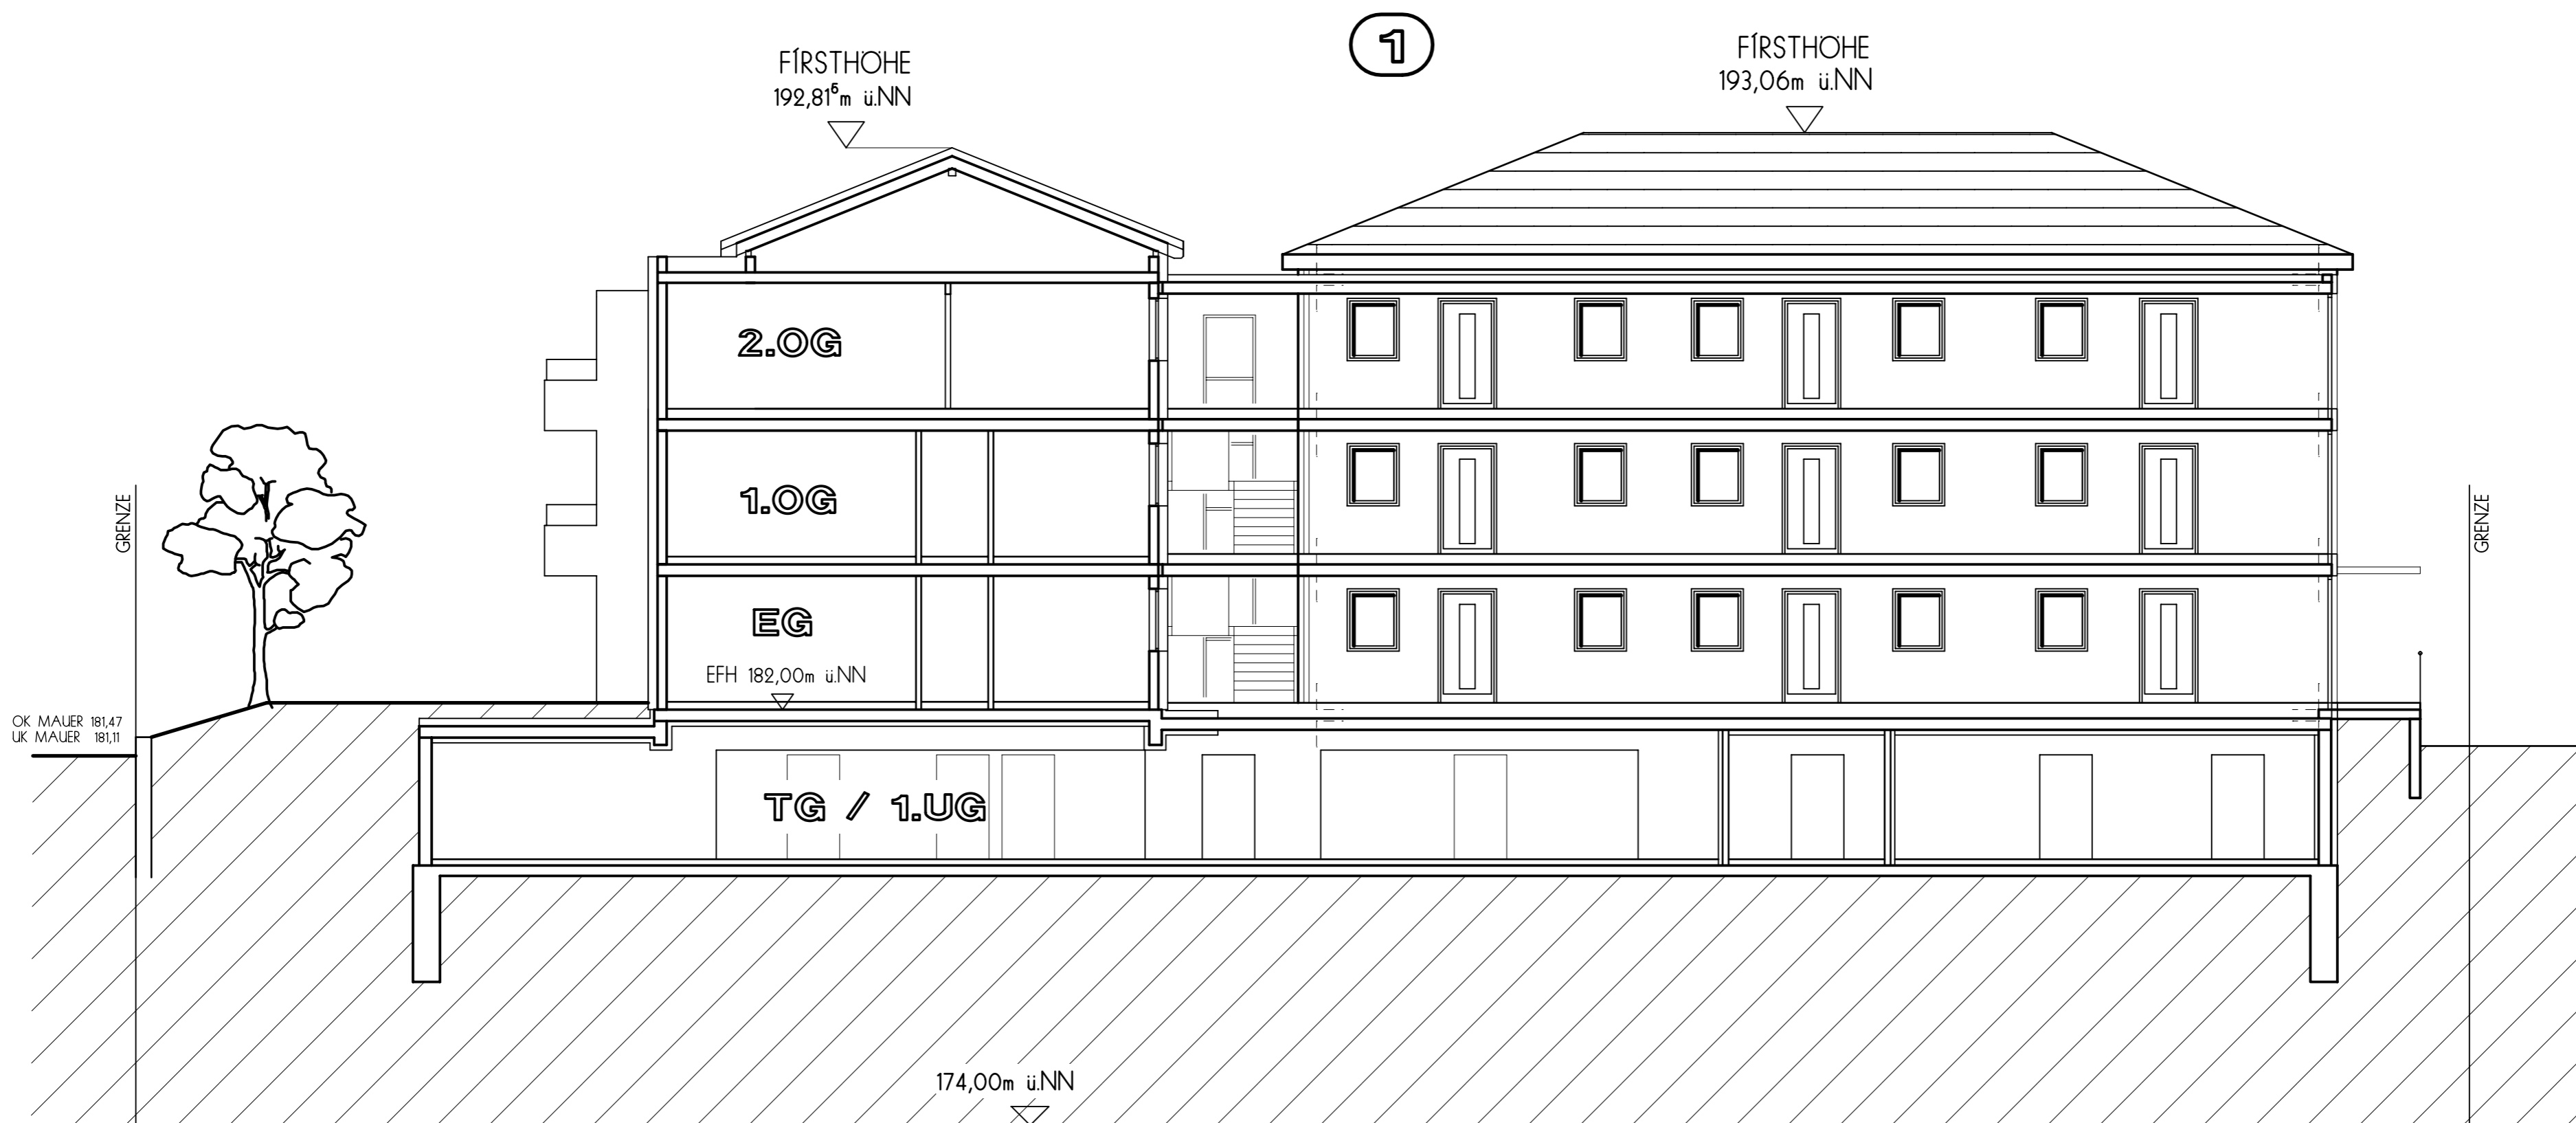 1
FIRSTHÖHE
192,81⁵m ü.NN
FIRSTHÖHE
193,06m ü.NN
2.OG
1.OG
GRENZE
GRENZE
EG
EFH 182,00m ü.NN
OK MAUER 181,47
UK MAUER 181,11
TG / 1.UG
174,00m ü.NN